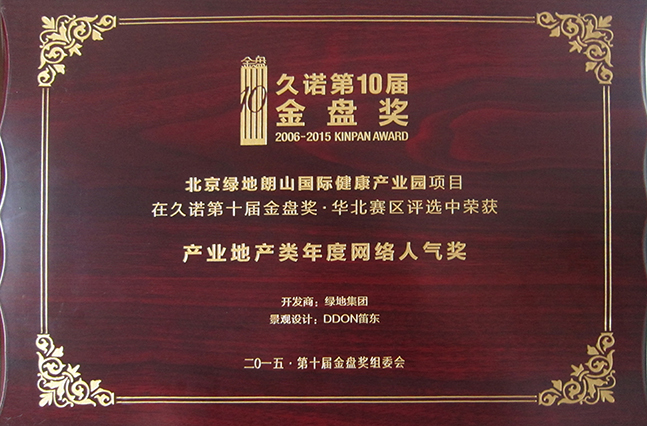 金盘
10
久诺第10届
金盘奖
2006-2015 KINPAN AWARD
北京绿地朗山国际健康产业园项目
在久诺第十届金盘奖·华北赛区评选中荣获
产业地产类年度网络人气奖
开发商：绿地集团
景观设计：DDON笛东
二〇一五·第十届金盘奖组委会